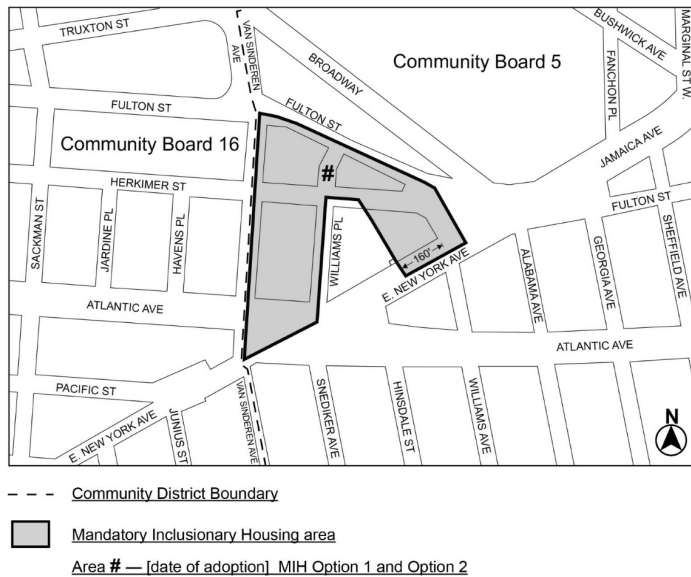 TRUXTON ST
VAN SINDEREN
AVE
BROADWAY
Community Board 5
BUSHWICK AVE
FANCHON PL
MARGINAL ST W.
FULTON ST
FULTON ST
JAMAICA AVE
Community Board 16
#
HERKIMER ST
FULTON ST
SACKMAN ST
JARDINE PL
HAVENS PL
WILLIAMS PL
160'
E. NEW YORK AVE
ALABAMA AVE
GEORGIA AVE
SHEFFIELD AVE
ATLANTIC AVE
ATLANTIC AVE
PACIFIC ST
E. NEW YORK AVE
JUNIUS ST
VAN SINDEREN AVE
SNEDIKER AVE
HINSDALE ST
WILLIAMS AVE
N
Community District Boundary
Mandatory Inclusionary Housing area
Area # — [date of adoption] MIH Option 1 and Option 2